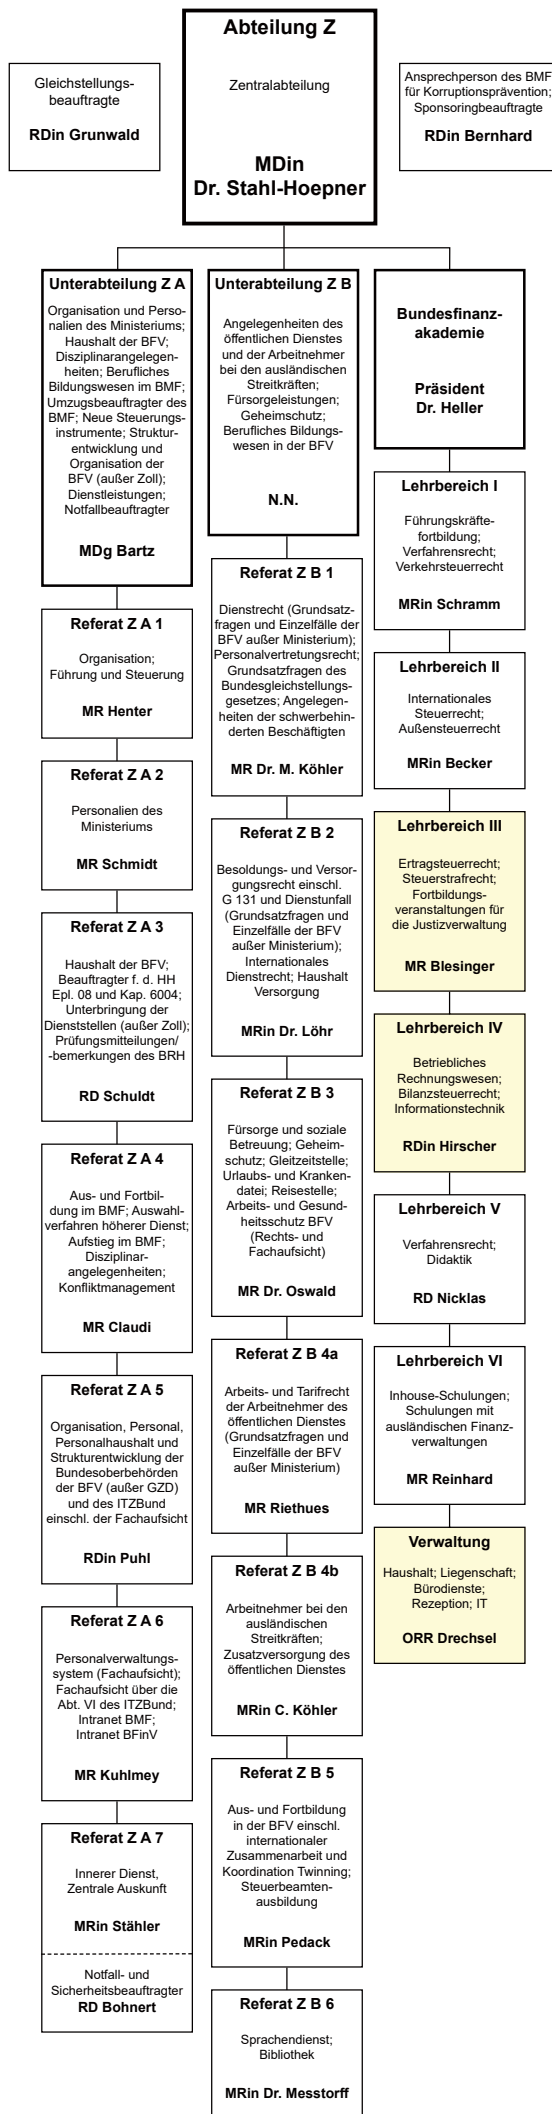 Abteilung Z
Zentralabteilung
MDin
Dr. Stahl-Hoepner
Gleichstellungs-
beauftragte
RDin Grunwald
Ansprechperson des BMF
für Korruptionsprävention;
Sponsoringbeauftragte
RDin Bernhard
Unterabteilung Z A
Organisation und Perso-
nalien des Ministeriums;
Haushalt der BFV;
Disziplinarangelegen-
heiten; Berufliches
Bildungswesen im BMF;
Umzugsbeauftragter des
BMF; Neue Steuerungs-
instrumente; Struktur-
entwicklung und
Organisation der
BFV (außer Zoll);
Dienstleistungen;
Notfallbeauftragter
MDg Bartz
Referat Z A 1
Organisation;
Führung und Steuerung
MR Henter
Referat Z A 2
Personalien des
Ministeriums
MR Schmidt
Referat Z A 3
Haushalt der BFV;
Beauftragter f. d. HH
Epl. 08 und Kap. 6004;
Unterbringung der
Dienststellen (außer Zoll);
Prüfungsmitteilungen/
-bemerkungen des BRH
RD Schuldt
Referat Z A 4
Aus- und Fortbil-
dung im BMF; Auswahl-
verfahren höherer Dienst;
Aufstieg im BMF;
Disziplinar-
angelegenheiten;
Konfliktmanagement
MR Claudi
Referat Z A 5
Organisation, Personal,
Personalhaushalt und
Strukturentwicklung der
Bundesoberbehörden
der BFV (außer GZD)
und des ITZBund
einschl. der Fachaufsicht
RDin Puhl
Referat Z A 6
Personalverwaltungs-
system (Fachaufsicht);
Fachaufsicht über die
Abt. VI des ITZBund;
Intranet BMF;
Intranet BFinV
MR Kuhlmey
Referat Z A 7
Innerer Dienst,
Zentrale Auskunft
MRin Stähler
Notfall- und
Sicherheitsbeauftragter
RD Bohnert
Unterabteilung Z B
Angelegenheiten des
öffentlichen Dienstes
und der Arbeitnehmer
bei den ausländischen
Streitkräften;
Fürsorgeleistungen;
Geheimschutz;
Berufliches Bildungs-
wesen in der BFV
N.N.
Referat Z B 1
Dienstrecht (Grundsatz-
fragen und Einzelfälle der
BFV außer Ministerium);
Personalvertretungsrecht;
Grundsatzfragen des
Bundesgleichstellungs-
gesetzes; Angelegen-
heiten der schwerbehin-
derten Beschäftigten
MR Dr. M. Köhler
Referat Z B 2
Besoldungs- und Versor-
gungsrecht einschl.
G 131 und Dienstunfall
(Grundsatzfragen und
Einzelfälle der BFV
außer Ministerium);
Internationales
Dienstrecht; Haushalt
Versorgung
MRin Dr. Löhr
Referat Z B 3
Fürsorge und soziale
Betreuung; Geheim-
schutz; Gleitzeitstelle;
Urlaubs- und Kranken-
datei; Reisestelle;
Arbeits- und Gesund-
heitsschutz BFV
(Rechts- und
Fachaufsicht)
MR Dr. Oswald
Referat Z B 4a
Arbeits- und Tarifrecht
der Arbeitnehmer des
öffentlichen Dienstes
(Grundsatzfragen und
Einzelfälle der BFV
außer Ministerium)
MR Riethues
Referat Z B 4b
Arbeitnehmer bei den
ausländischen
Streitkräften;
Zusatzversorgung des
öffentlichen Dienstes
MRin C. Köhler
Referat Z B 5
Aus- und Fortbildung
in der BFV einschl.
internationaler
Zusammenarbeit und
Koordination Twinning;
Steuerbeamten-
ausbildung
MRin Pedack
Referat Z B 6
Sprachendienst;
Bibliothek
MRin Dr. Messtorff
Bundesfinanz-
akademie
Präsident
Dr. Heller
Lehrbereich I
Führungskräfte-
fortbildung;
Verfahrensrecht;
Verkehrsteuerrecht
MRin Schramm
Lehrbereich II
Internationales
Steuerrecht;
Außensteuerrecht
MRin Becker
Lehrbereich III
Ertragsteuerrecht;
Steuerstrafrecht;
Fortbildungs-
veranstaltungen für
die Justizverwaltung
MR Blesinger
Lehrbereich IV
Betriebliches
Rechnungswesen;
Bilanzsteuerrecht;
Informationstechnik
RDin Hirscher
Lehrbereich V
Verfahrensrecht;
Didaktik
RD Nicklas
Lehrbereich VI
Inhouse-Schulungen;
Schulungen mit
ausländischen Finanz-
verwaltungen
MR Reinhard
Verwaltung
Haushalt; Liegenschaft;
Bürodienste;
Rezeption; IT
ORR Drechsel